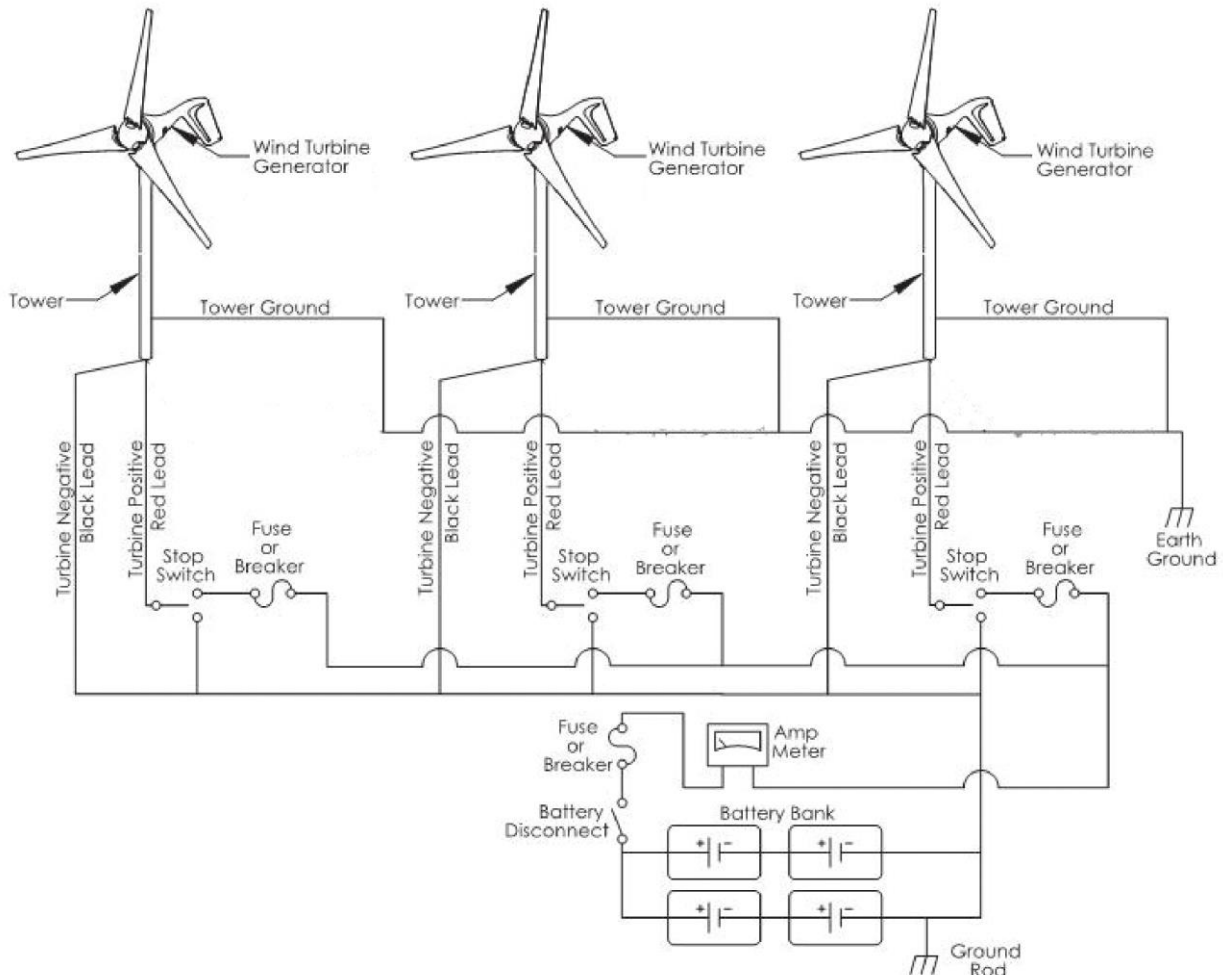 Wind Turbine
Generator
Wind Turbine
Generator
Wind Turbine
Generator
Tower
Tower
Tower
Tower Ground
Tower Ground
Tower Ground
Turbine Negative
Black Lead
Turbine Positive
Red Lead
Stop
Switch
Fuse
or
Breaker
Turbine Negative
Black Lead
Turbine Positive
Red Lead
Stop
Switch
Fuse
or
Breaker
Turbine Negative
Black Lead
Turbine Positive
Red Lead
Stop
Switch
Fuse
or
Breaker
Earth
Ground
Fuse
or
Breaker
Amp
Meter
Battery
Disconnect
Battery Bank
+ −
+ −
+ −
+ −
Ground
Rod